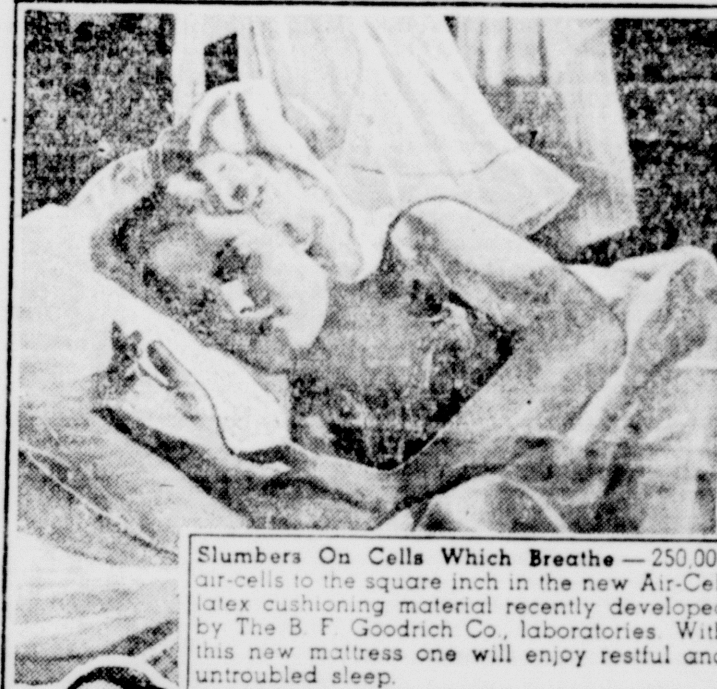 Slumbers On Cells Which Breathe — 250,00
air-cells to the square inch in the new Air-Ce
latex cushioning material recently develope
by The B. F. Goodrich Co., laboratories. With
this new mattress one will enjoy restful and
untroubled sleep.